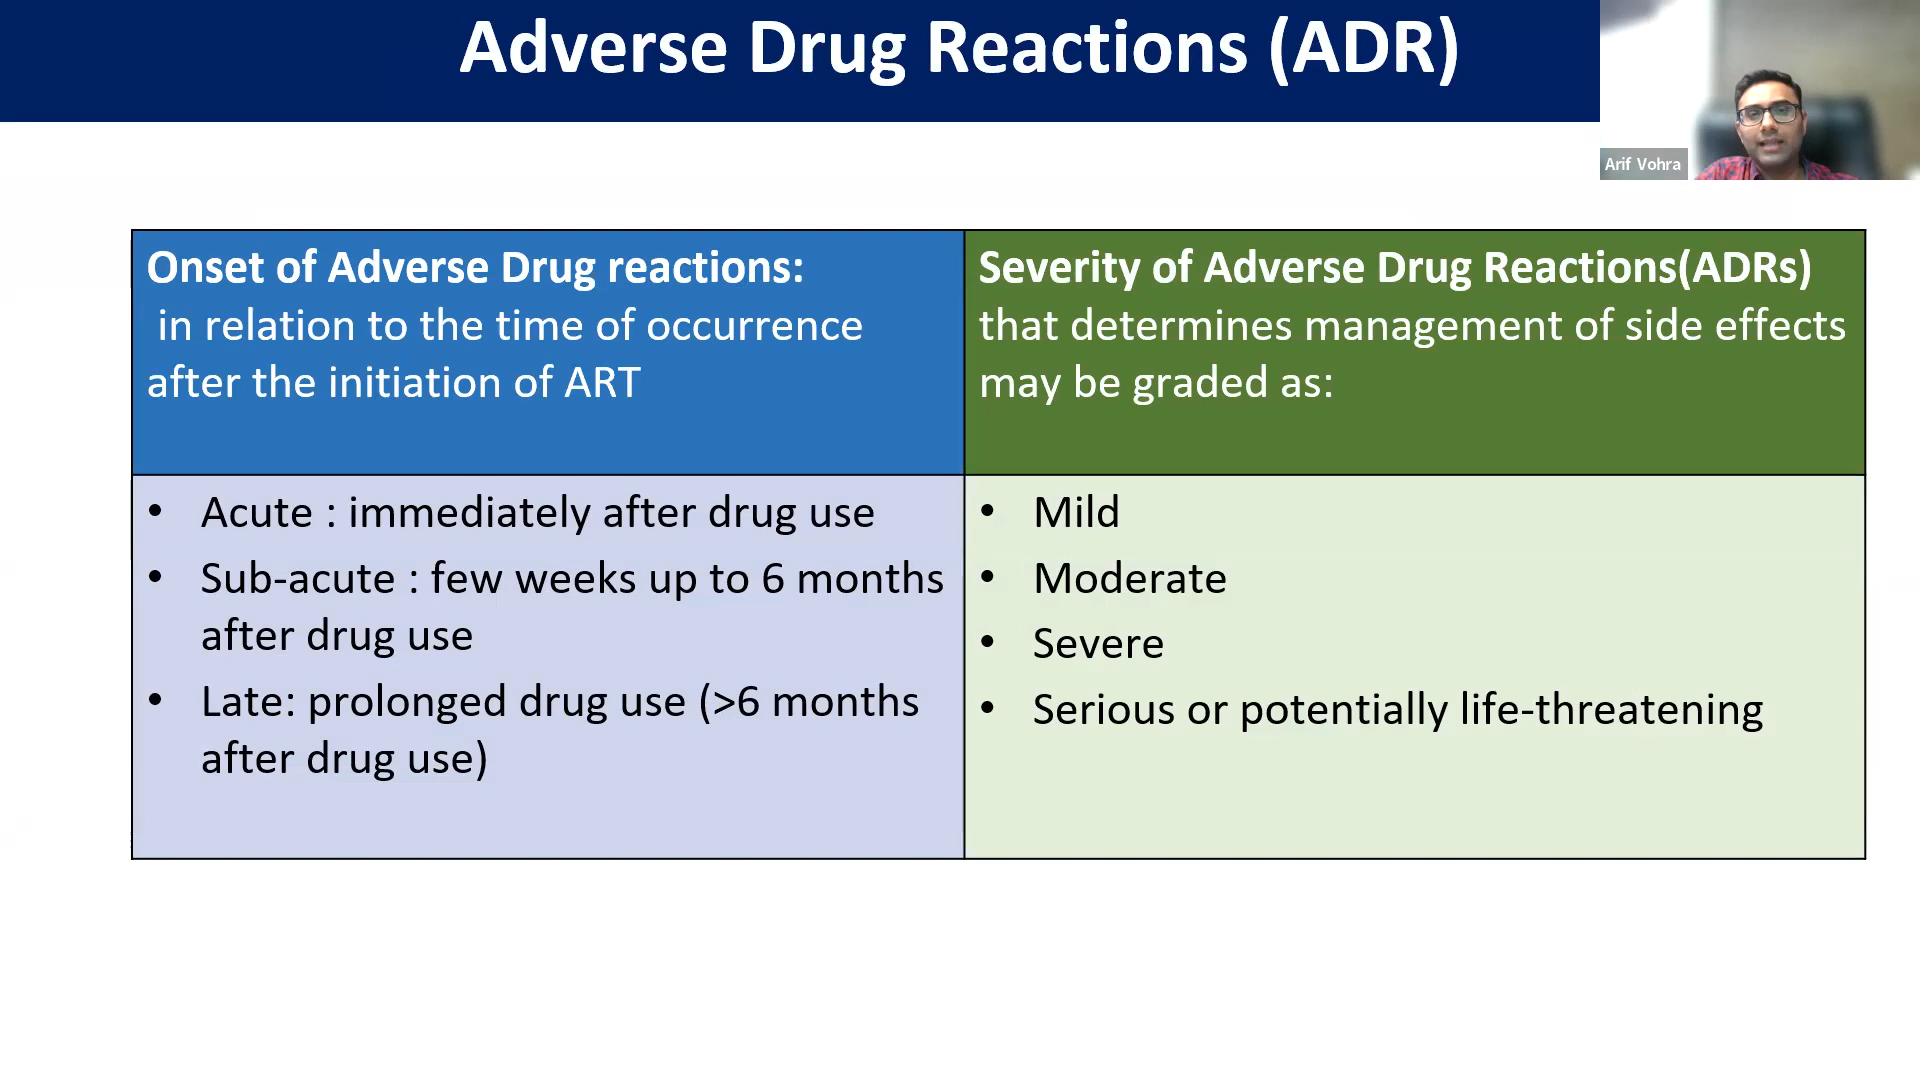 Adverse Drug Reactions (ADR)
Arif Vohra
Onset of Adverse Drug reactions:
in relation to the time of occurrence
after the initiation of ART
Severity of Adverse Drug Reactions(ADRs)
that determines management of side effects
may be graded as:
• Acute : immediately after drug use
• Sub-acute : few weeks up to 6 months
after drug use
• Late: prolonged drug use (>6 months
after drug use)
• Mild
• Moderate
• Severe
• Serious or potentially life-threatening